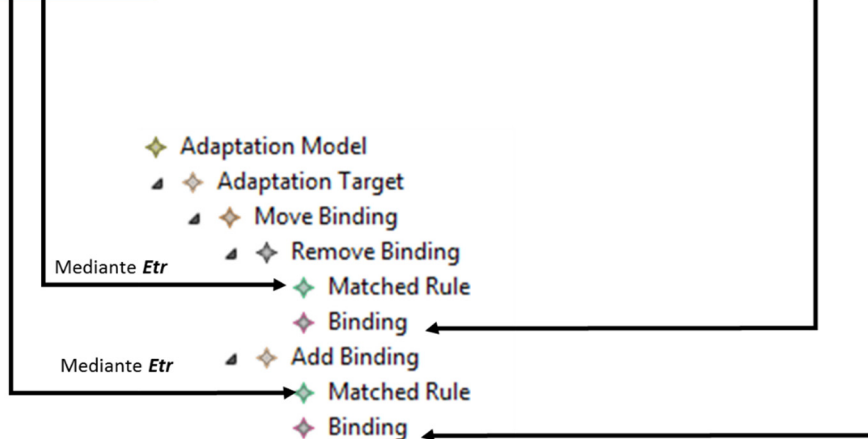 Adaptation Model
Adaptation Target
Move Binding
Remove Binding
Mediante Etr
Matched Rule
Binding
Mediante Etr
Add Binding
Matched Rule
Binding